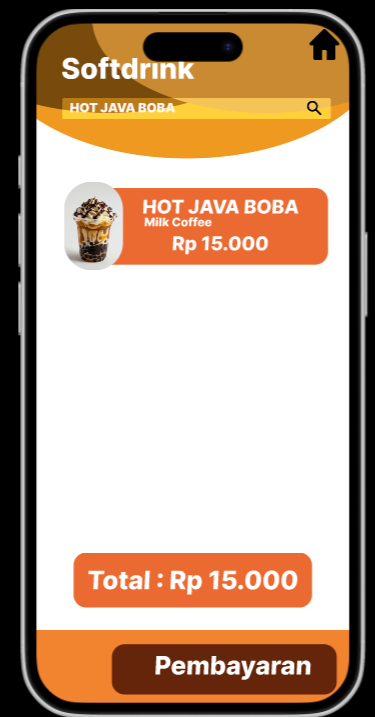 Softdrink
HOT JAVA BOBA
HOT JAVA BOBA
Milk Coffee
Rp 15.000
Total : Rp 15.000
Pembayaran